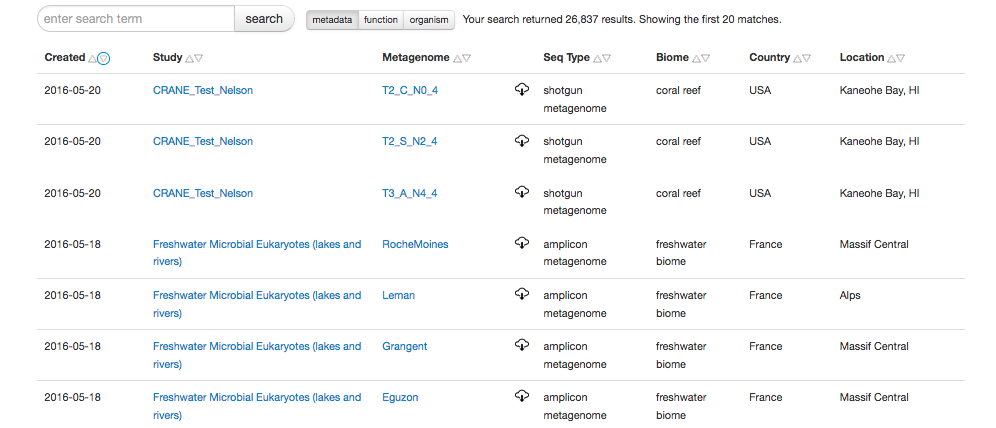 enter search term search metadata function organism Your search returned 26,837 results. Showing the first 20 matches.
Created Study Metagenome Seq Type Biome Country Location
2016-05-20 CRANE_Test_Nelson T2_C_N0_4 shotgun coral reef USA Kaneohe Bay, HI
metagenome
2016-05-20 CRANE_Test_Nelson T2_S_N2_4 shotgun coral reef USA Kaneohe Bay, HI
metagenome
2016-05-20 CRANE_Test_Nelson T3_A_N4_4 shotgun coral reef USA Kaneohe Bay, HI
metagenome
2016-05-18 Freshwater Microbial Eukaryotes (lakes and RocheMoines amplicon freshwater France Massif Central
rivers) metagenome biome
2016-05-18 Freshwater Microbial Eukaryotes (lakes and Leman amplicon freshwater France Alps
rivers) metagenome biome
2016-05-18 Freshwater Microbial Eukaryotes (lakes and Grangent amplicon freshwater France Massif Central
rivers) metagenome biome
2016-05-18 Freshwater Microbial Eukaryotes (lakes and Eguzon amplicon freshwater France Massif Central
rivers) metagenome biome